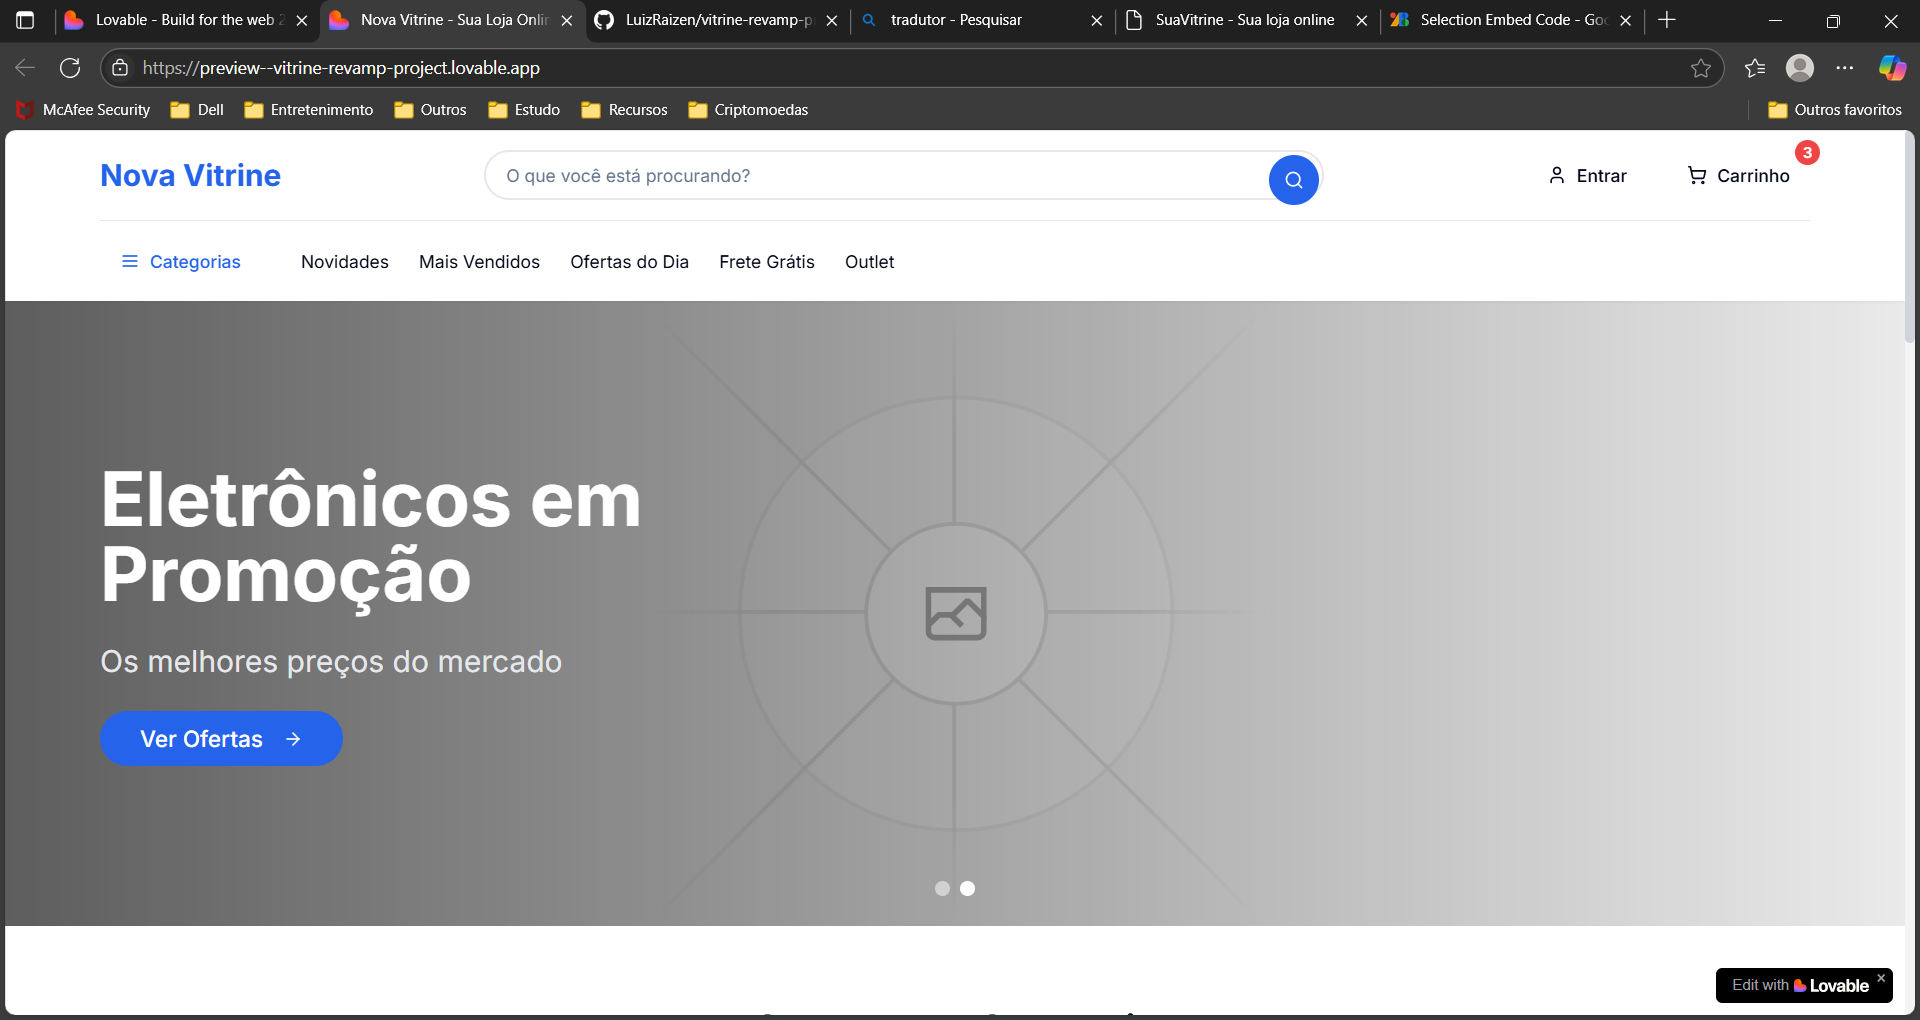 Lovable - Build for the web 2
Nova Vitrine - Sua Loja Onlin
LuizRaizen/vitrine-revamp-p
tradutor - Pesquisar
SuaVitrine - Sua loja online
Selection Embed Code - Goo
https://preview--vitrine-revamp-project.lovable.app
McAfee Security
Dell
Entretenimento
Outros
Estudo
Recursos
Criptomoedas
Outros favoritos
Nova Vitrine
O que você está procurando?
Entrar
Carrinho
3
Categorias
Novidades
Mais Vendidos
Ofertas do Dia
Frete Grátis
Outlet
Eletrônicos em
Promoção
Os melhores preços do mercado
Ver Ofertas
Edit with Lovable